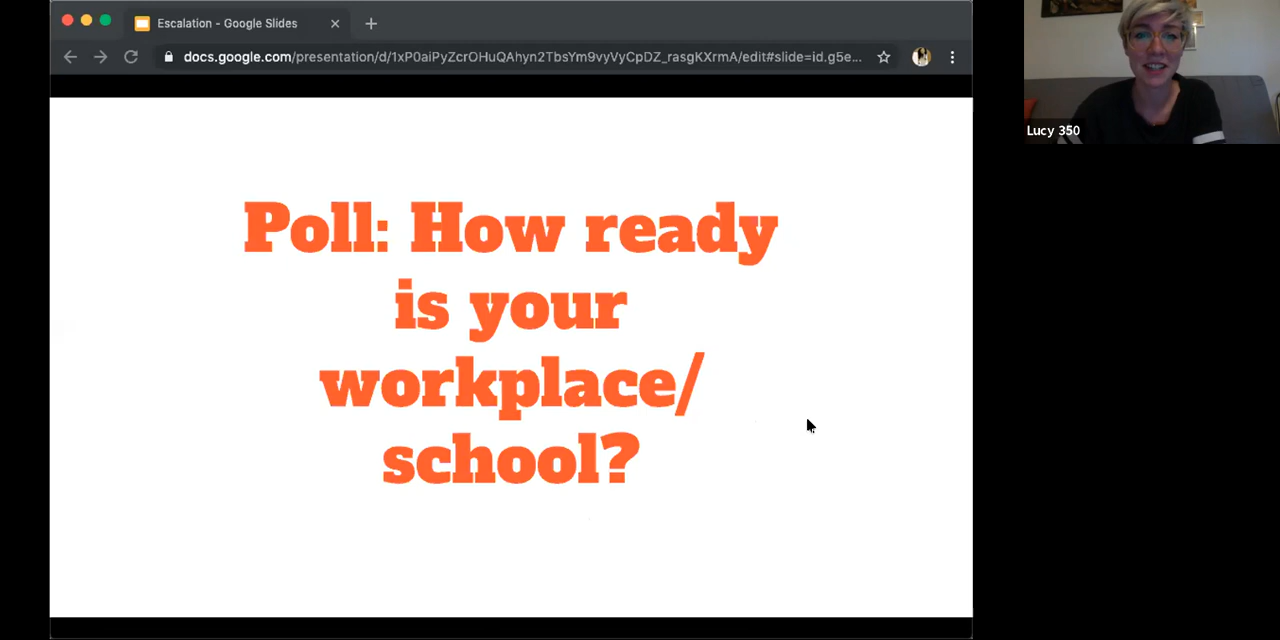 Escalation - Google Slides
docs.google.com/presentation/d/1xP0aiPyZcrOHuQAhyn2TbsYm9vyVyCpDZ_rasgKXrmA/edit#slide=id.g5e...
Lucy 350
Poll: How ready
is your
workplace/
school?